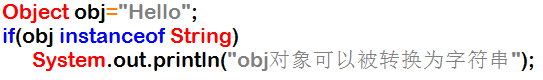 Object obj="Hello";
if(obj instanceof String)
System.out.println("obj对象可以被转换为字符串");